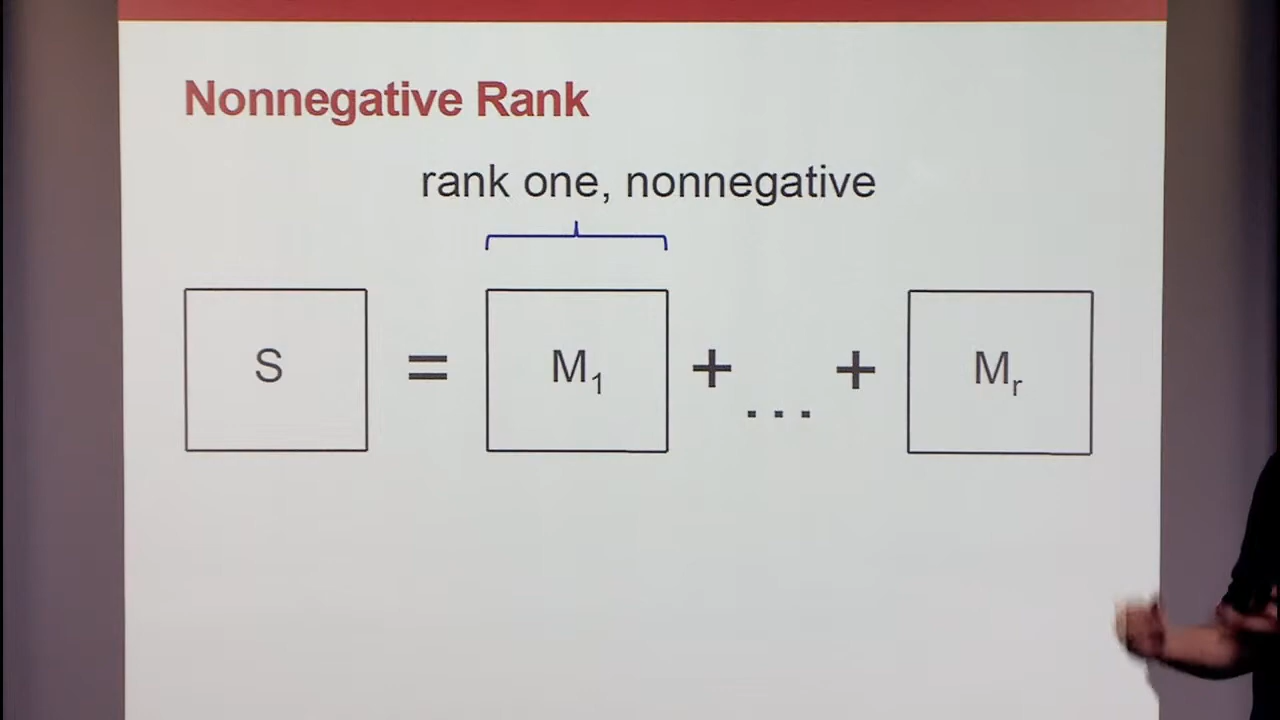 Nonnegative Rank
rank one, nonnegative
S = M₁ + ... + Mᵣ